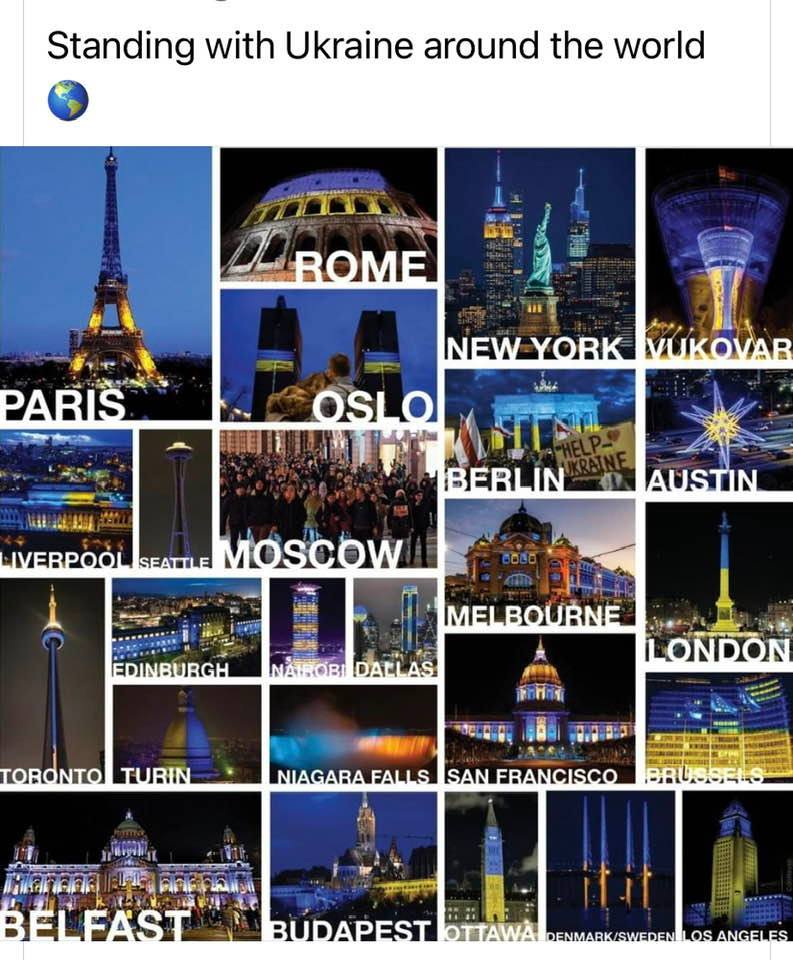 Standing with Ukraine around the world
PARIS
ROME
NEW YORK
VUKOVAR
OSLO
BERLIN
HELP-
UKRAINE
AUSTIN
LIVERPOOL
SEATTLE
MOSCOW
MELBOURNE
LONDON
TORONTO
EDINBURGH
NAIROBI
DALLAS
TURIN
NIAGARA FALLS
SAN FRANCISCO
BRUSSELS
BELFAST
BUDAPEST
OTTAWA
DENMARK/SWEDEN
LOS ANGELES